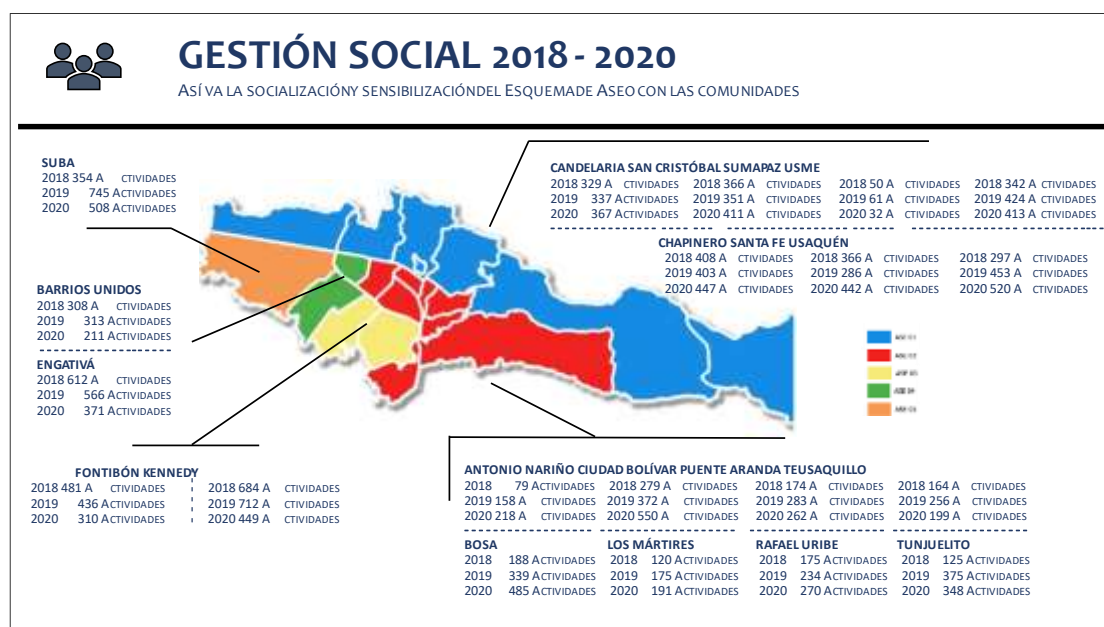 GESTIÓN SOCIAL 2018 - 2020
ASÍ VA LA SOCIALIZACIÓNY SENSIBILIZACIÓNDEL ESQUEMADE ASEO CON LAS COMUNIDADES
SUBA
2018 354 A CTIVIDADES
2019 745 ACTIVIDADES
2020 508 ACTIVIDADES
CANDELARIA SAN CRISTÓBAL SUMAPAZ USME
2018 329 A CTIVIDADES 2018 366 A CTIVIDADES 2018 50 A CTIVIDADES 2018 342 A CTIVIDADES
2019 337 ACTIVIDADES 2019 351 A CTIVIDADES 2019 61 A CTIVIDADES 2019 424 A CTIVIDADES
2020 367 ACTIVIDADES 2020 411 A CTIVIDADES 2020 32 A CTIVIDADES 2020 413 A CTIVIDADES
CHAPINERO SANTA FE USAQUÉN
2018 408 A CTIVIDADES 2018 366 A CTIVIDADES 2018 297 A CTIVIDADES
2019 403 A CTIVIDADES 2019 286 A CTIVIDADES 2019 453 A CTIVIDADES
2020 447 A CTIVIDADES 2020 442 A CTIVIDADES 2020 520 A CTIVIDADES
BARRIOS UNIDOS
2018 308 A CTIVIDADES
2019 313 ACTIVIDADES
2020 211 ACTIVIDADES
ENGATIVÁ
2018 612 A CTIVIDADES
2019 566 ACTIVIDADES
2020 371 ACTIVIDADES
FONTIBÓN KENNEDY
2018 481 A CTIVIDADES 2018 684 A CTIVIDADES
2019 436 ACTIVIDADES 2019 712 A CTIVIDADES
2020 310 ACTIVIDADES 2020 449 A CTIVIDADES
ANTONIO NARIÑO CIUDAD BOLÍVAR PUENTE ARANDA TEUSAQUILLO
2018 79 ACTIVIDADES 2018 279 A CTIVIDADES 2018 174 A CTIVIDADES 2018 164 A CTIVIDADES
2019 158 A CTIVIDADES 2019 372 A CTIVIDADES 2019 283 A CTIVIDADES 2019 256 A CTIVIDADES
2020 218 A CTIVIDADES 2020 550 A CTIVIDADES 2020 262 A CTIVIDADES 2020 199 A CTIVIDADES
BOSA LOS MÁRTIRES RAFAEL URIBE TUNJUELITO
2018 188 ACTIVIDADES 2018 120 ACTIVIDADES 2018 175 ACTIVIDADES 2018 125 ACTIVIDADES
2019 339 ACTIVIDADES 2019 175 ACTIVIDADES 2019 234 ACTIVIDADES 2019 375 ACTIVIDADES
2020 485 ACTIVIDADES 2020 191 ACTIVIDADES 2020 270 ACTIVIDADES 2020 348 ACTIVIDADES